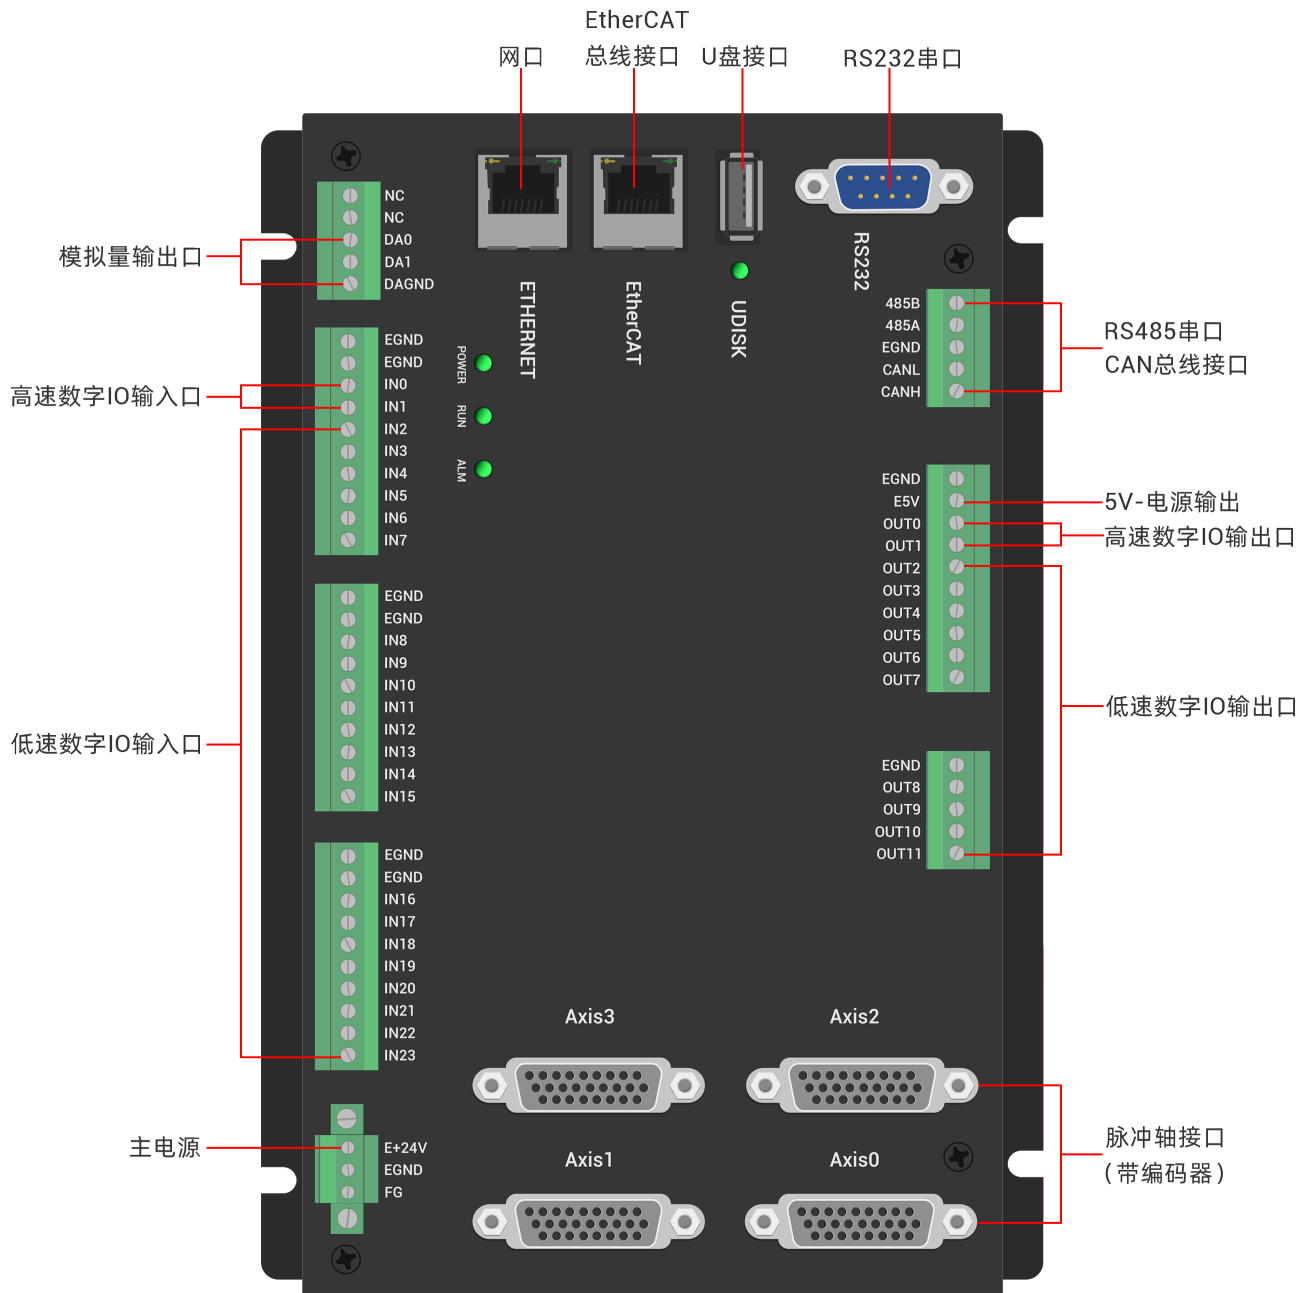 EtherCAT
网口
总线接口
U盘接口
RS232串口
NC
NC
DA0
DA1
DAGND
模拟量输出口
EGND
EGND
IN0
IN1
IN2
IN3
IN4
IN5
IN6
IN7
高速数字IO输入口
EGND
EGND
IN8
IN9
IN10
IN11
IN12
IN13
IN14
IN15
低速数字IO输入口
EGND
EGND
IN16
IN17
IN18
IN19
IN20
IN21
IN22
IN23
主电源
E+24V
EGND
FG
ETHERNET
EtherCAT
UDISK
RS232
POWER
RUN
ALM
485B
485A
EGND
CANL
CANH
RS485串口
CAN总线接口
EGND
E5V
OUT0
OUT1
OUT2
OUT3
OUT4
OUT5
OUT6
OUT7
5V-电源输出
高速数字IO输出口
低速数字IO输出口
EGND
OUT8
OUT9
OUT10
OUT11
Axis3
Axis2
Axis1
Axis0
脉冲轴接口
(带编码器)